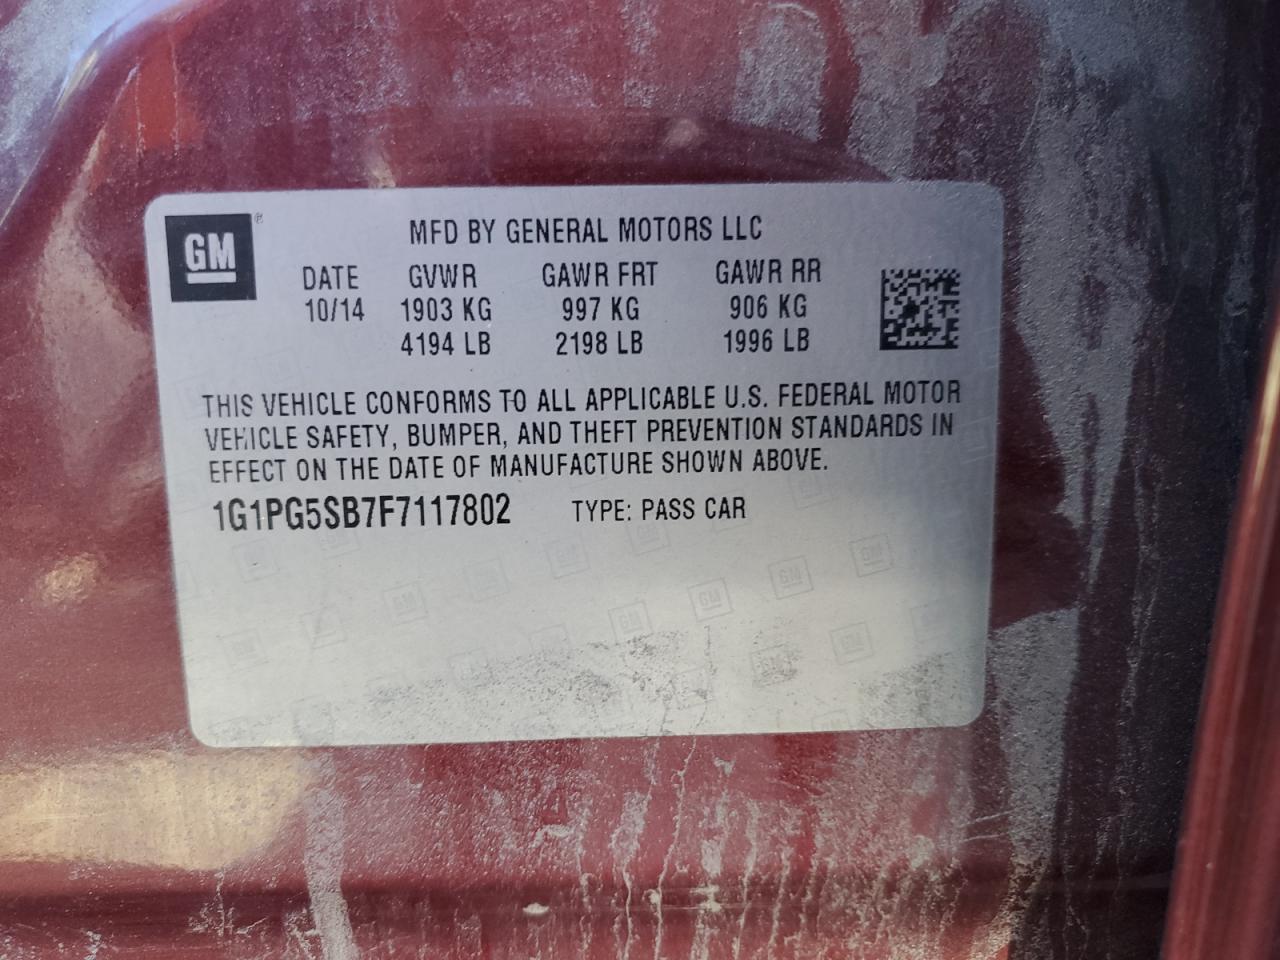 GM®
MFD BY GENERAL MOTORS LLC
DATE GVWR GAWR FRT GAWR RR
10/14 1903 KG 997 KG 906 KG
4194 LB 2198 LB 1996 LB
THIS VEHICLE CONFORMS TO ALL APPLICABLE U.S. FEDERAL MOTOR
VEHICLE SAFETY, BUMPER, AND THEFT PREVENTION STANDARDS IN
EFFECT ON THE DATE OF MANUFACTURE SHOWN ABOVE.
1G1PG5SB7F7117802 TYPE: PASS CAR